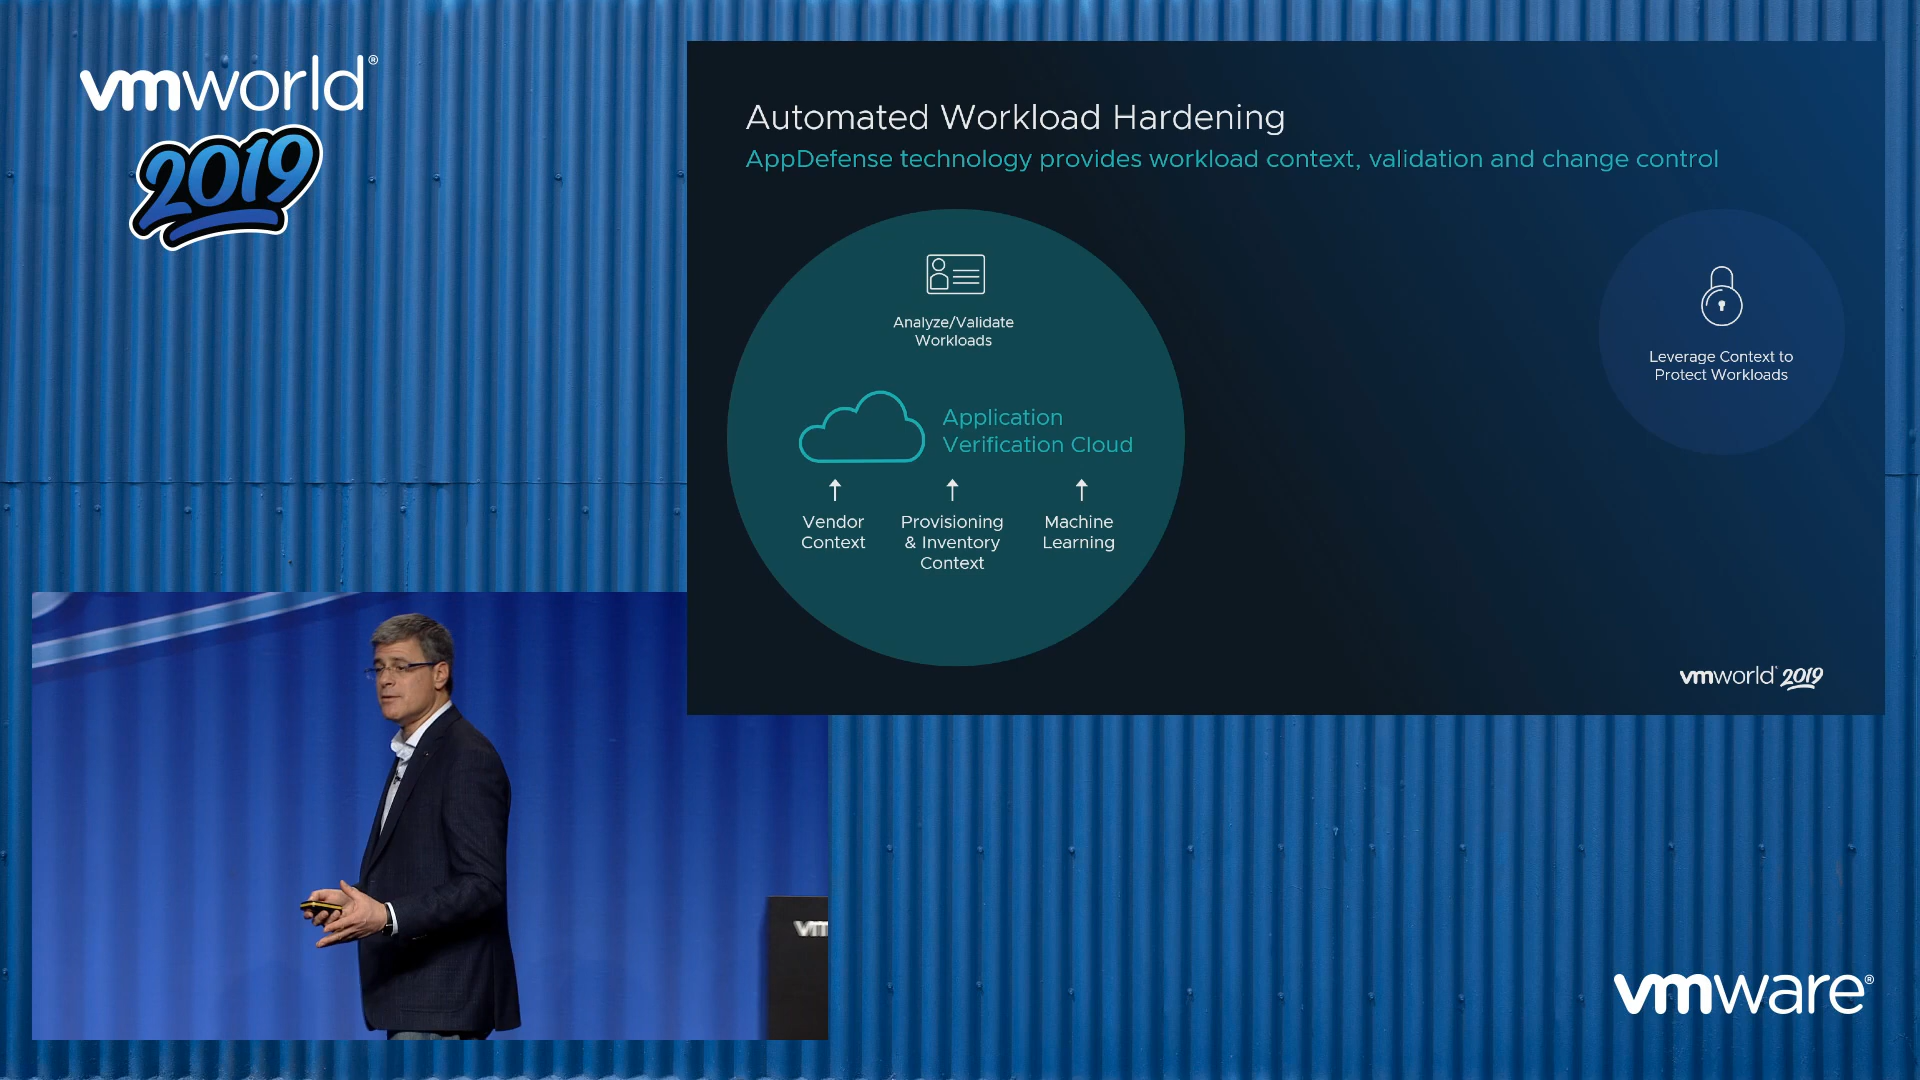 vmworld®
2019
Automated Workload Hardening
AppDefense technology provides workload context, validation and change control
Analyze/Validate
Workloads
Application
Verification Cloud
Vendor
Context
Provisioning
& Inventory
Context
Machine
Learning
Leverage Context to
Protect Workloads
vmworld® 2019
vm
vmware®